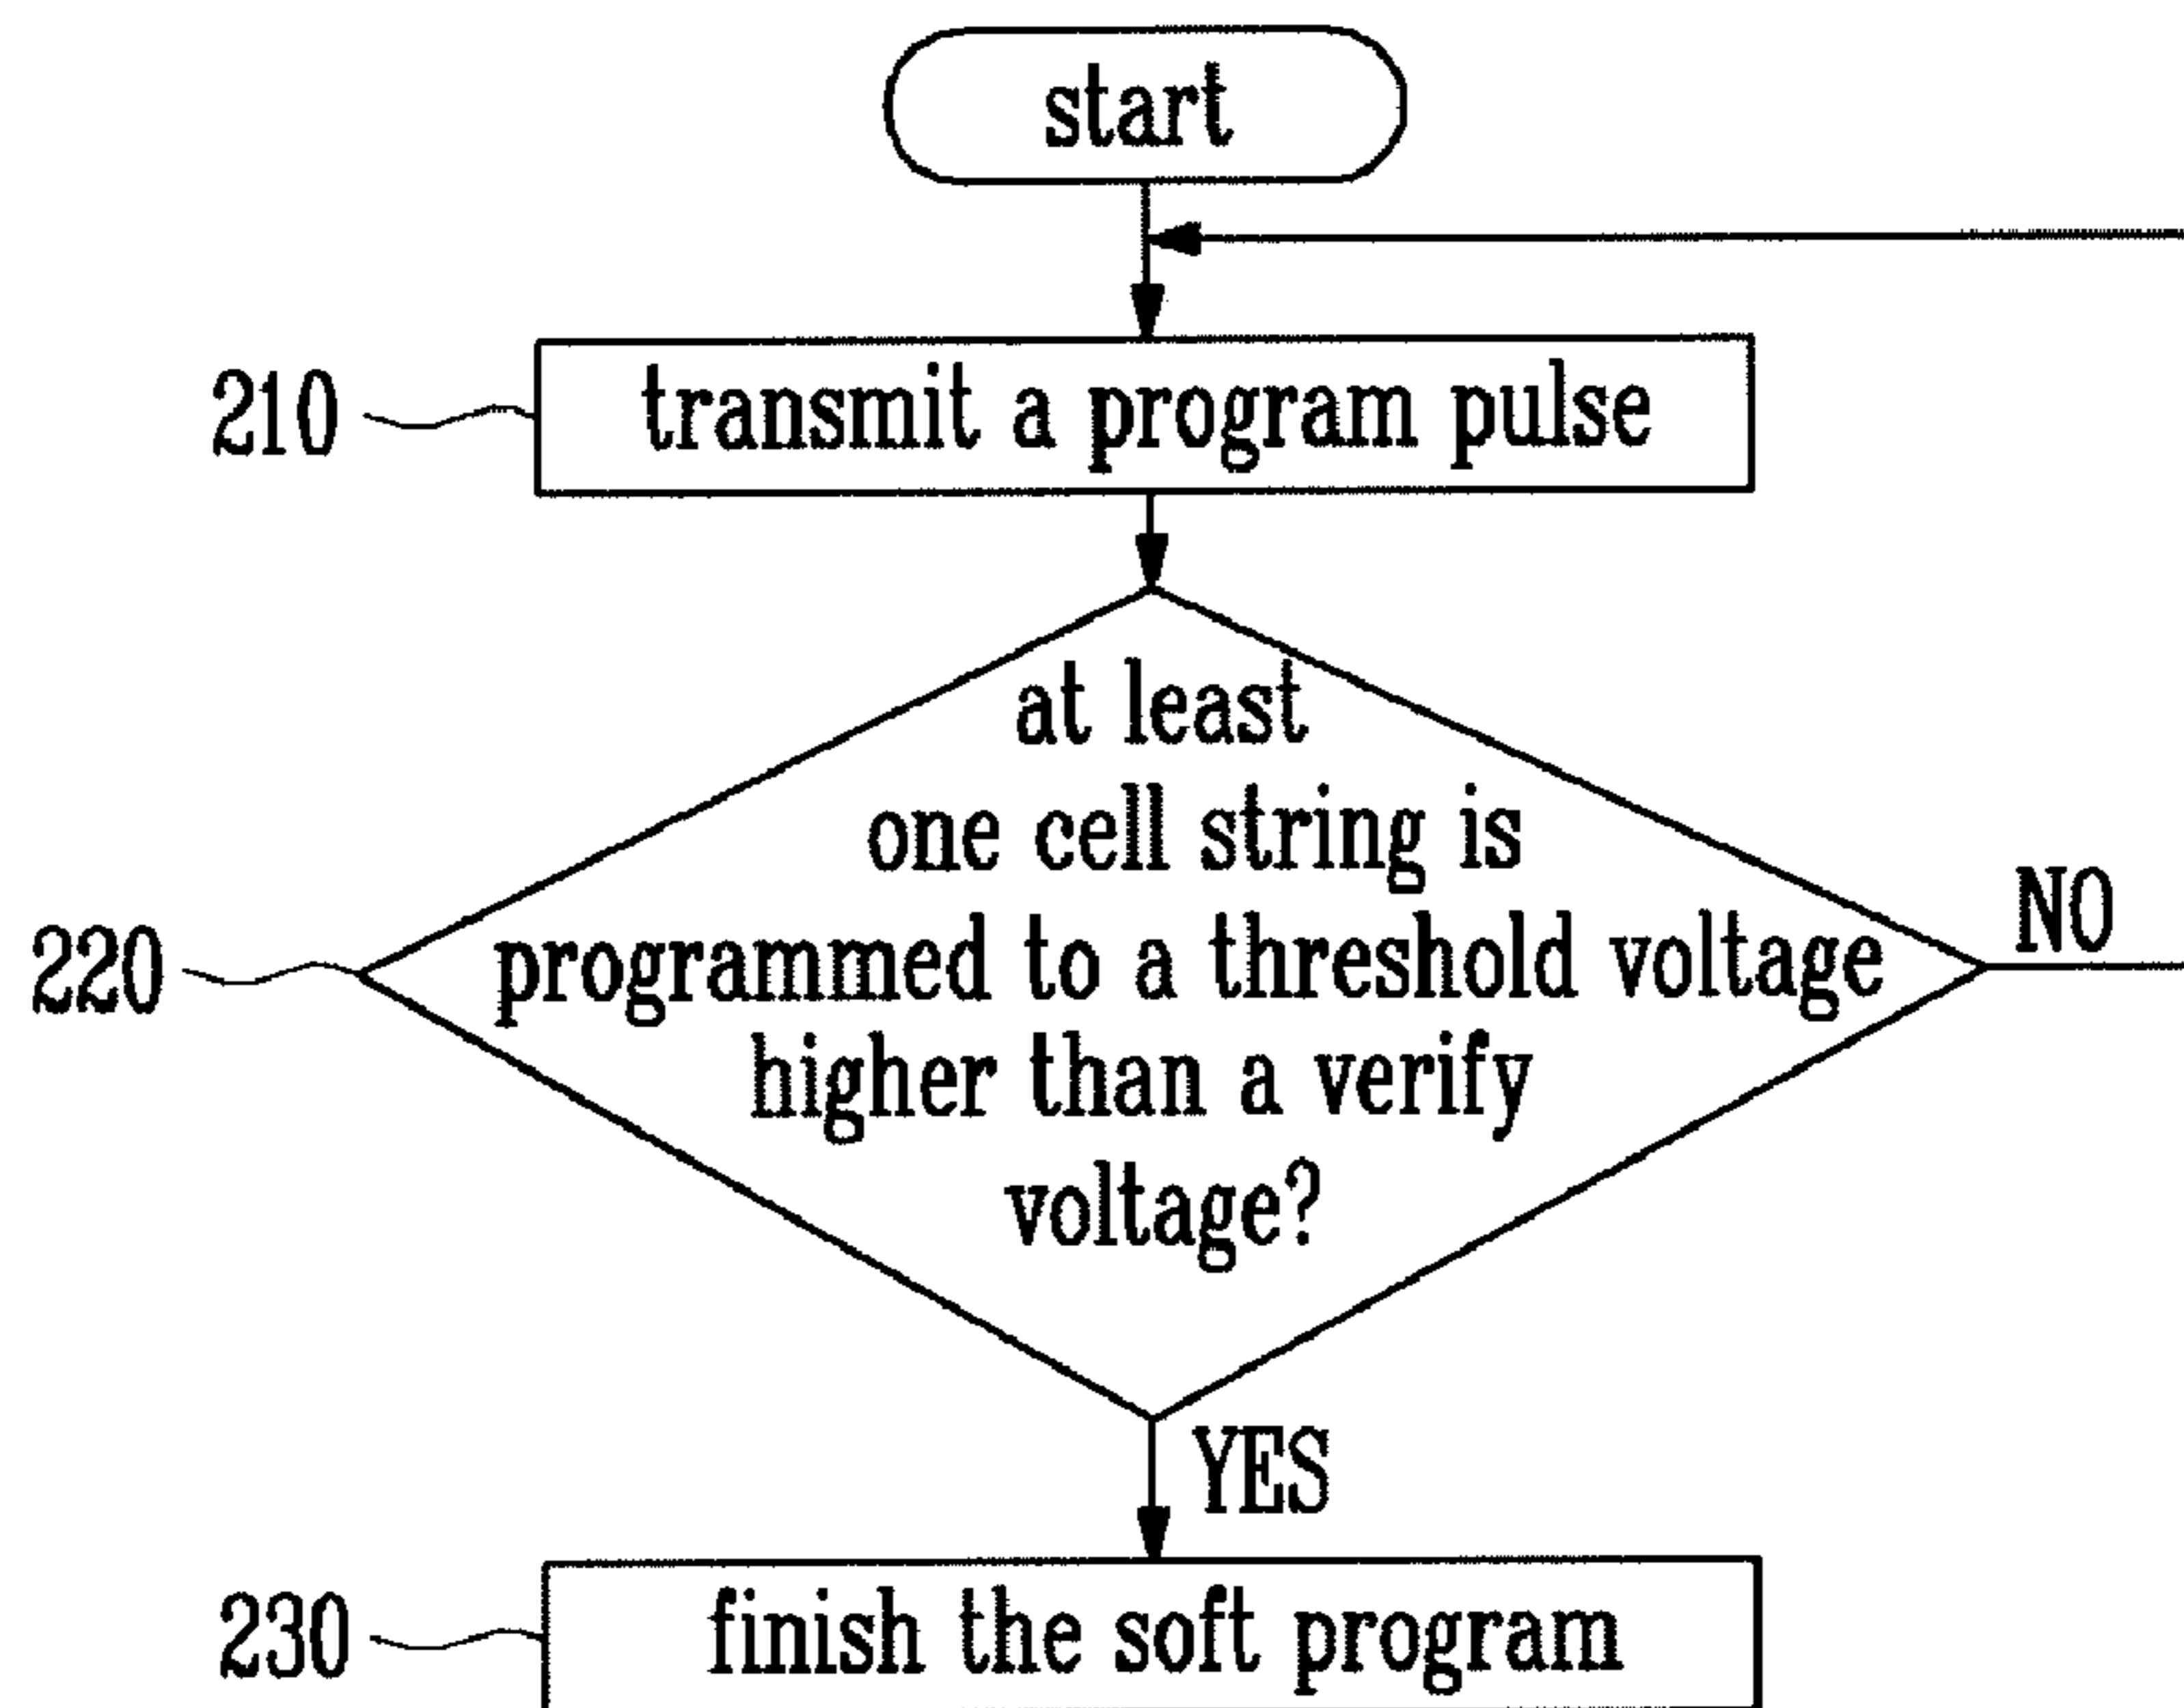 start
210
transmit a program pulse
at least
one cell string is
220
programmed to a threshold voltage
NO
higher than a verify
voltage?
YES
230
finish the soft program